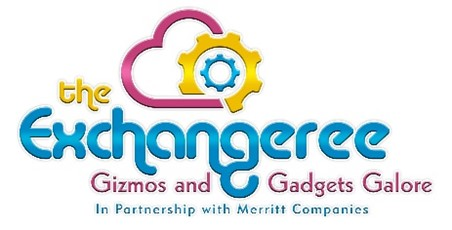 the
Exchangeree
Gizmos and Gadgets Galore
In Partnership with Merritt Companies